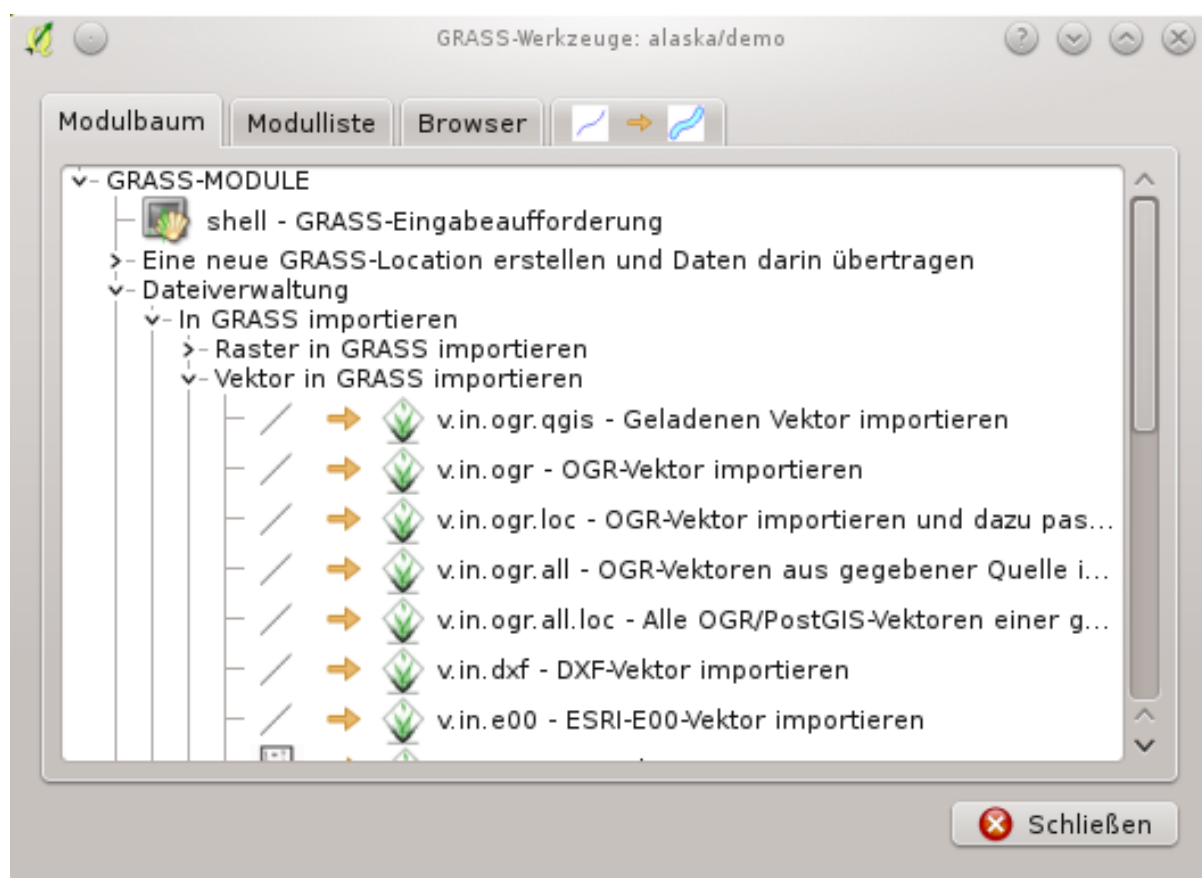 GRASS-Werkzeuge: alaska/demo
Modulbaum
Modulliste
Browser
GRASS-MODULE
shell - GRASS-Eingabeaufforderung
Eine neue GRASS-Location erstellen und Daten darin übertragen
Dateiverwaltung
In GRASS importieren
Raster in GRASS importieren
Vektor in GRASS importieren
v.in.ogr.qgis - Geladenen Vektor importieren
v.in.ogr - OGR-Vektor importieren
v.in.ogr.loc - OGR-Vektor importieren und dazu pas...
v.in.ogr.all - OGR-Vektoren aus gegebener Quelle i...
v.in.ogr.all.loc - Alle OGR/PostGIS-Vektoren einer g...
v.in.dxf - DXF-Vektor importieren
v.in.e00 - ESRI-E00-Vektor importieren
Schließen